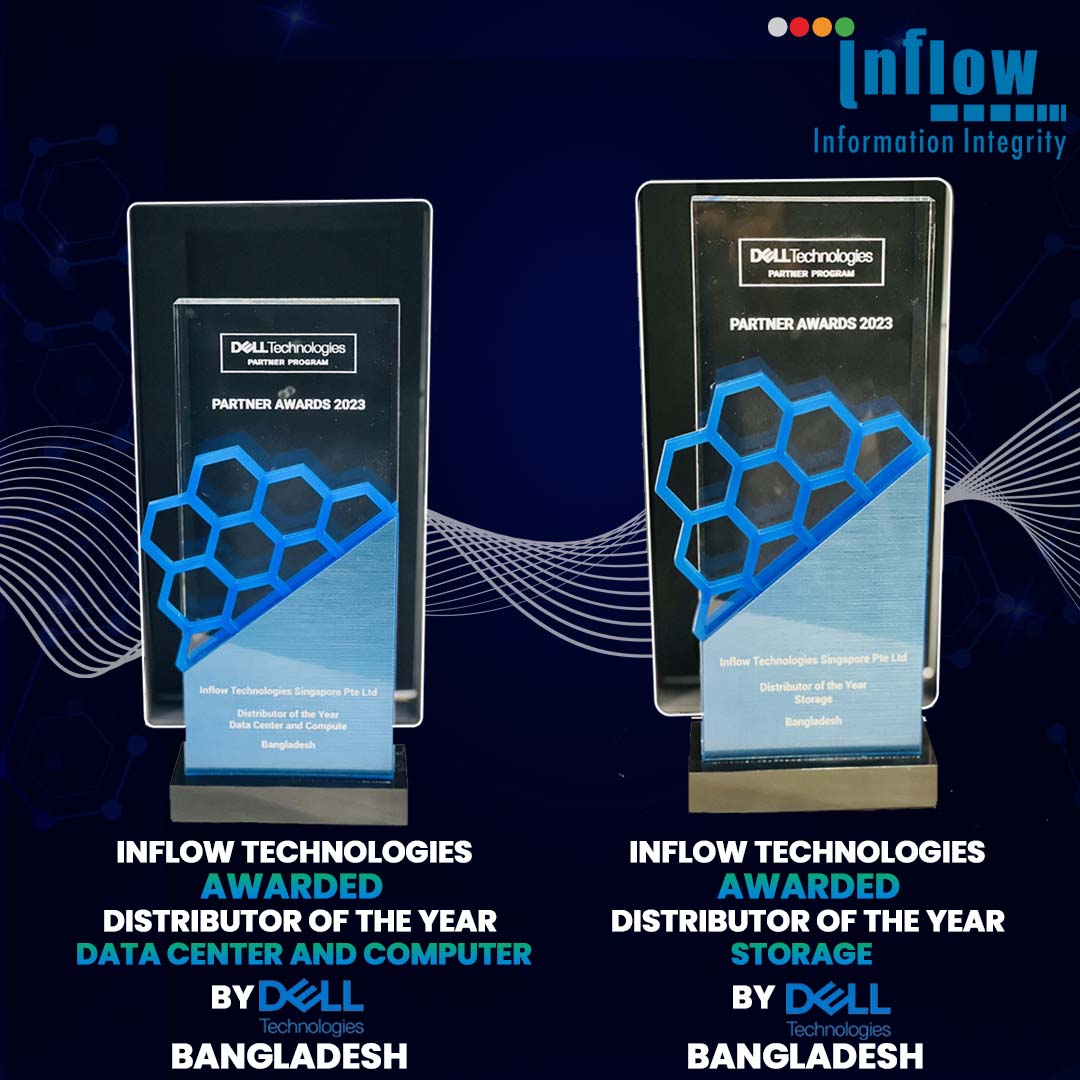 Inflow
Information Integrity
DELLTechnologies
PARTNER PROGRAM
PARTNER AWARDS 2023
Inflow Technologies Singapore Pte Ltd
Distributor of the Year
Data Center and Compute
Bangladesh
DELLTechnologies
PARTNER PROGRAM
PARTNER AWARDS 2023
Inflow Technologies Singapore Pte Ltd
Distributor of the Year
Storage
Bangladesh
INFLOW TECHNOLOGIES
AWARDED
DISTRIBUTOR OF THE YEAR
DATA CENTER AND COMPUTER
BY DELL
Technologies
BANGLADESH
INFLOW TECHNOLOGIES
AWARDED
DISTRIBUTOR OF THE YEAR
STORAGE
BY DELL
Technologies
BANGLADESH